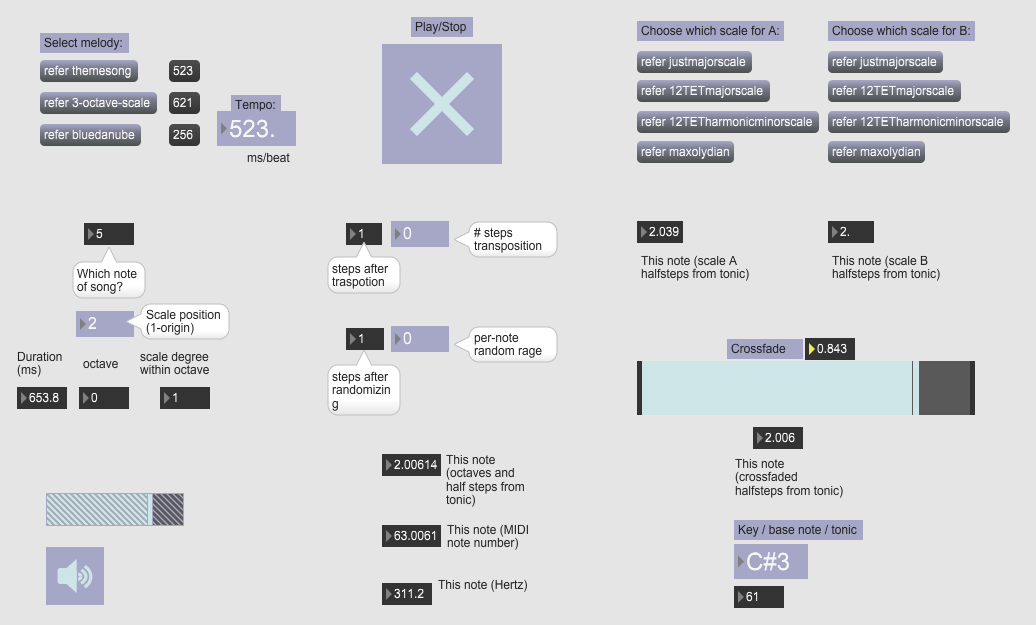 Select melody:
refer themesong
523
refer 3-octave-scale
621
refer bluedanube
256
Tempo:
523.
ms/beat
Play/Stop
Choose which scale for A:
refer justmajorscale
refer 12TETmajorscale
refer 12TETharmonicminorscale
refer maxolydian
Choose which scale for B:
refer justmajorscale
refer 12TETmajorscale
refer 12TETharmonicminorscale
refer maxolydian
5
Which note
of song?
2
Scale position
(1-origin)
Duration
(ms)
octave
scale degree
within octave
653.8
0
1
1
0
# steps
transposition
steps after
traspotion
1
0
per-note
random rage
steps after
randomizin
g
2.039
This note (scale A
halfsteps from tonic)
2.
This note (scale B
halfsteps from tonic)
Crossfade
0.843
2.006
This note
(crossfaded
halfsteps from tonic)
2.00614
This note
(octaves and
half steps from
tonic)
63.0061
This note (MIDI
note number)
311.2
This note (Hertz)
Key / base note / tonic
C#3
61